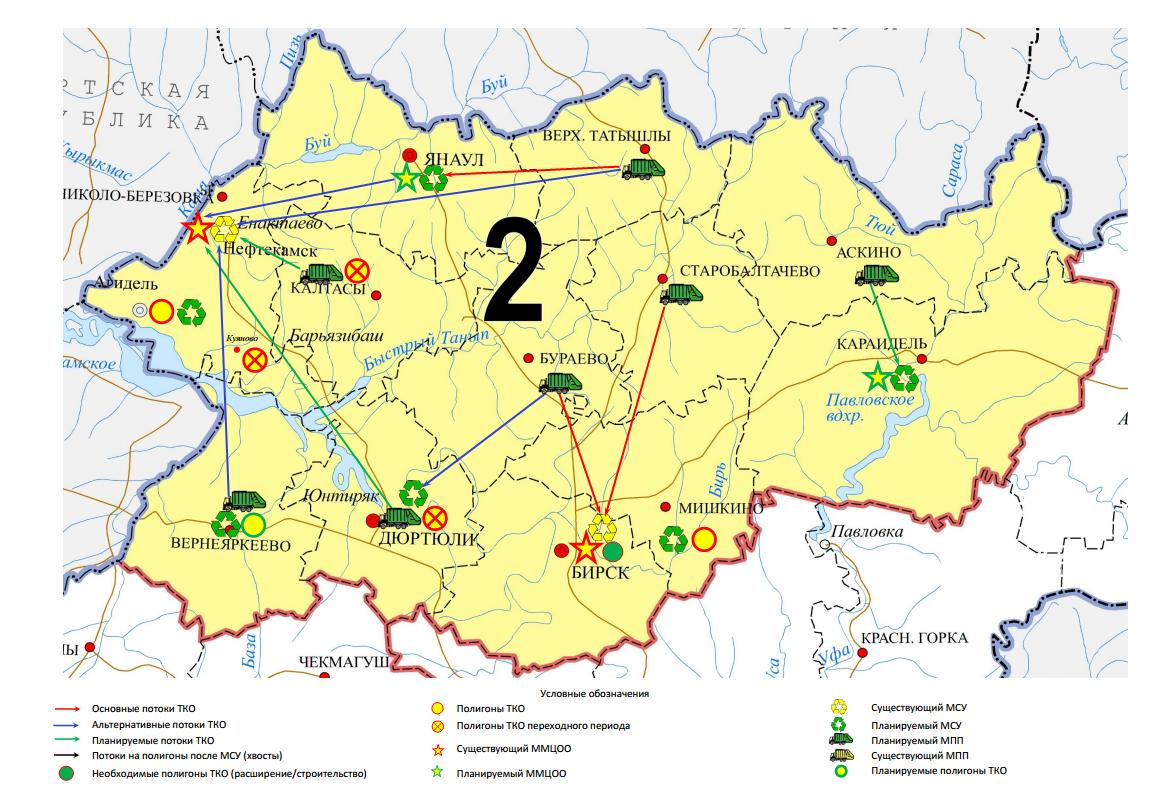 Пизь
Буй
РТСКАЯ
УБЛИКА
ВЕРХ. ТАТЫШЛЫ
Буй
ЯНАУЛ
Сараса
НИКОЛО-БЕРЕЗОВКА
Кама
Енактаево
Нефтекамск
Тюй
АСКИНО
Агидель
КАЛТАСЫ
2
СТАРОБАЛТАЧЕВО
Куяново
Барьязибаш
Быстрый Танып
КАРАИДЕЛЬ
амское
БУРАЕВО
Павловское
вдхр.
А
Юнтиряк
Бирь
МИШКИНО
ДЮРТЮЛИ
ВЕРНЕЯРКЕЕВО
Павловка
БИРСК
КРАСН. ГОРКА
Уфа
База
ЧЕКМАГУШ
Условные обозначения
Основные потоки ТКО
Альтернативные потоки ТКО
Планируемые потоки ТКО
Потоки на полигоны после МСУ (хвосты)
Необходимые полигоны ТКО (расширение/строительство)
Полигоны ТКО
Полигоны ТКО переходного периода
Существующий ММЦОО
Планируемый ММЦОО
Существующий МСУ
Планируемый МСУ
Планируемый МПП
Существующий МПП
Планируемые полигоны ТКО